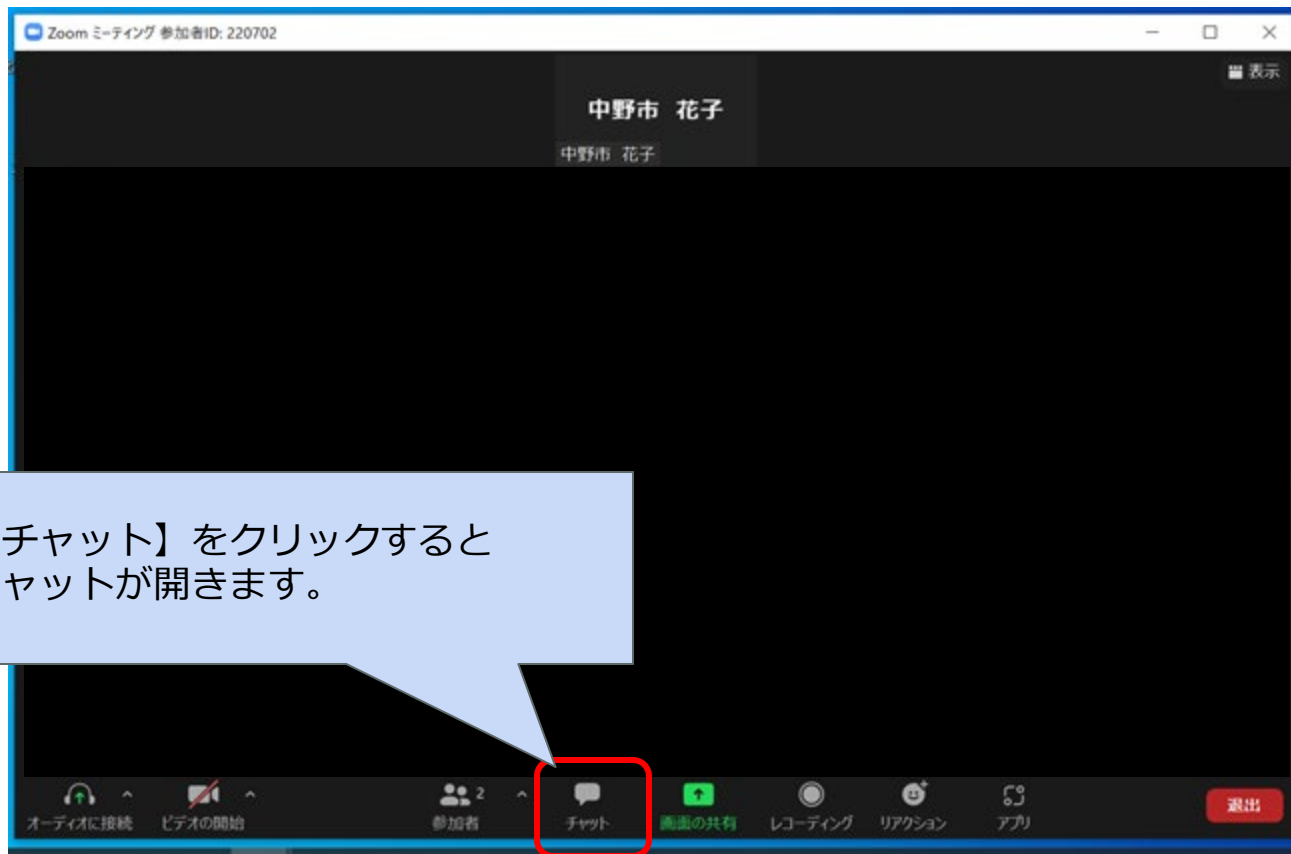 Zoom ミーティング 参加者ID: 220702
表示
中野市 花子
中野市 花子
チャット】をクリックすると
ャットが開きます。
オーディオに接続 ビデオの開始 参加者 2 チャット 画面の共有 レコーディング リアクション アプリ 退出